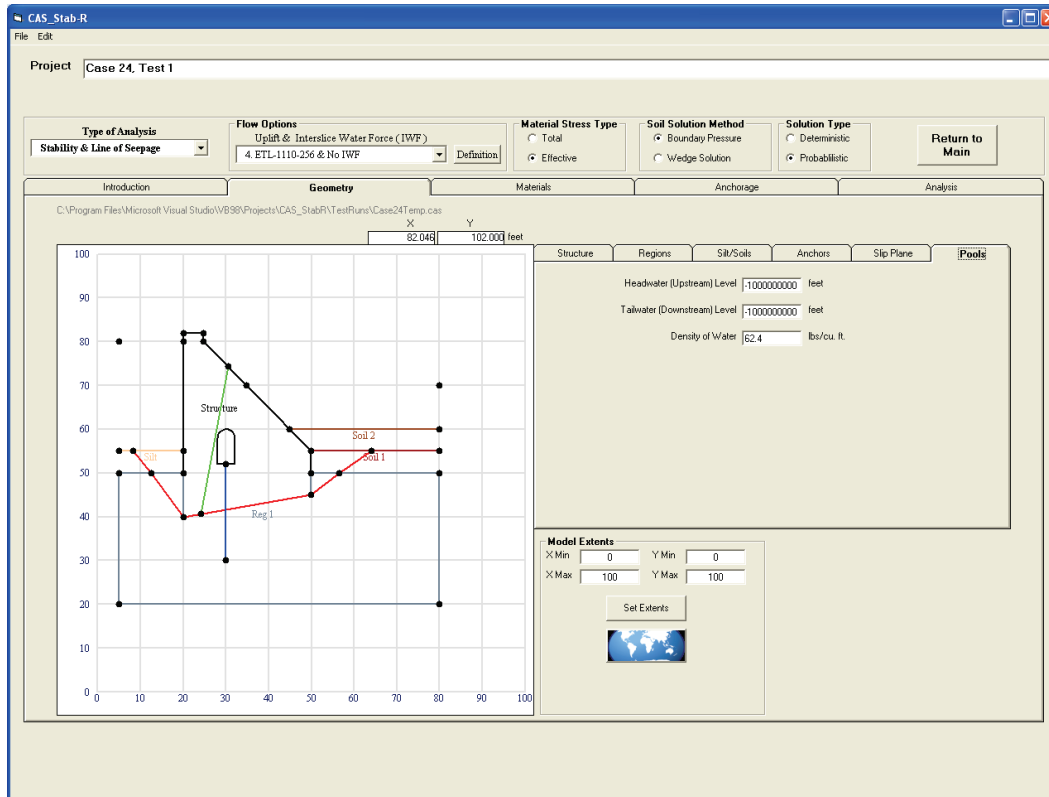 CAS_Stab-R
File Edit
Project Case 24, Test 1
Type of Analysis
Stability & Line of Seepage
Flow Options
Uplift & Interslice Water Force ( IWF )
4. ETL-1110-256 & No IWF
Definition
Material Stress Type
Total
Effective
Soil Solution Method
Boundary Pressure
Wedge Solution
Solution Type
Deterministic
Probablilistic
Return to
Main
Introduction Geometry Materials Anchorage Analysis
C:\Program Files\Microsoft Visual Studio\VB98\Projects\CAS_StabR\TestRuns\Case24Temp.cas
X Y
82.046 102.000 feet
100
90
80
70
60
50
40
30
20
10
0
0 10 20 30 40 50 60 70 80 90 100
Structure
Soil 2
Silt
Soil 1
Reg 1
Structure Regions Silt/Soils Anchors Slip Plane Pools
Headwater (Upstream) Level -1000000000 feet
Tailwater (Downstream) Level -1000000000 feet
Density of Water 62.4 lbs/cu. ft.
Model Extents
X Min 0 Y Min 0
X Max 100 Y Max 100
Set Extents